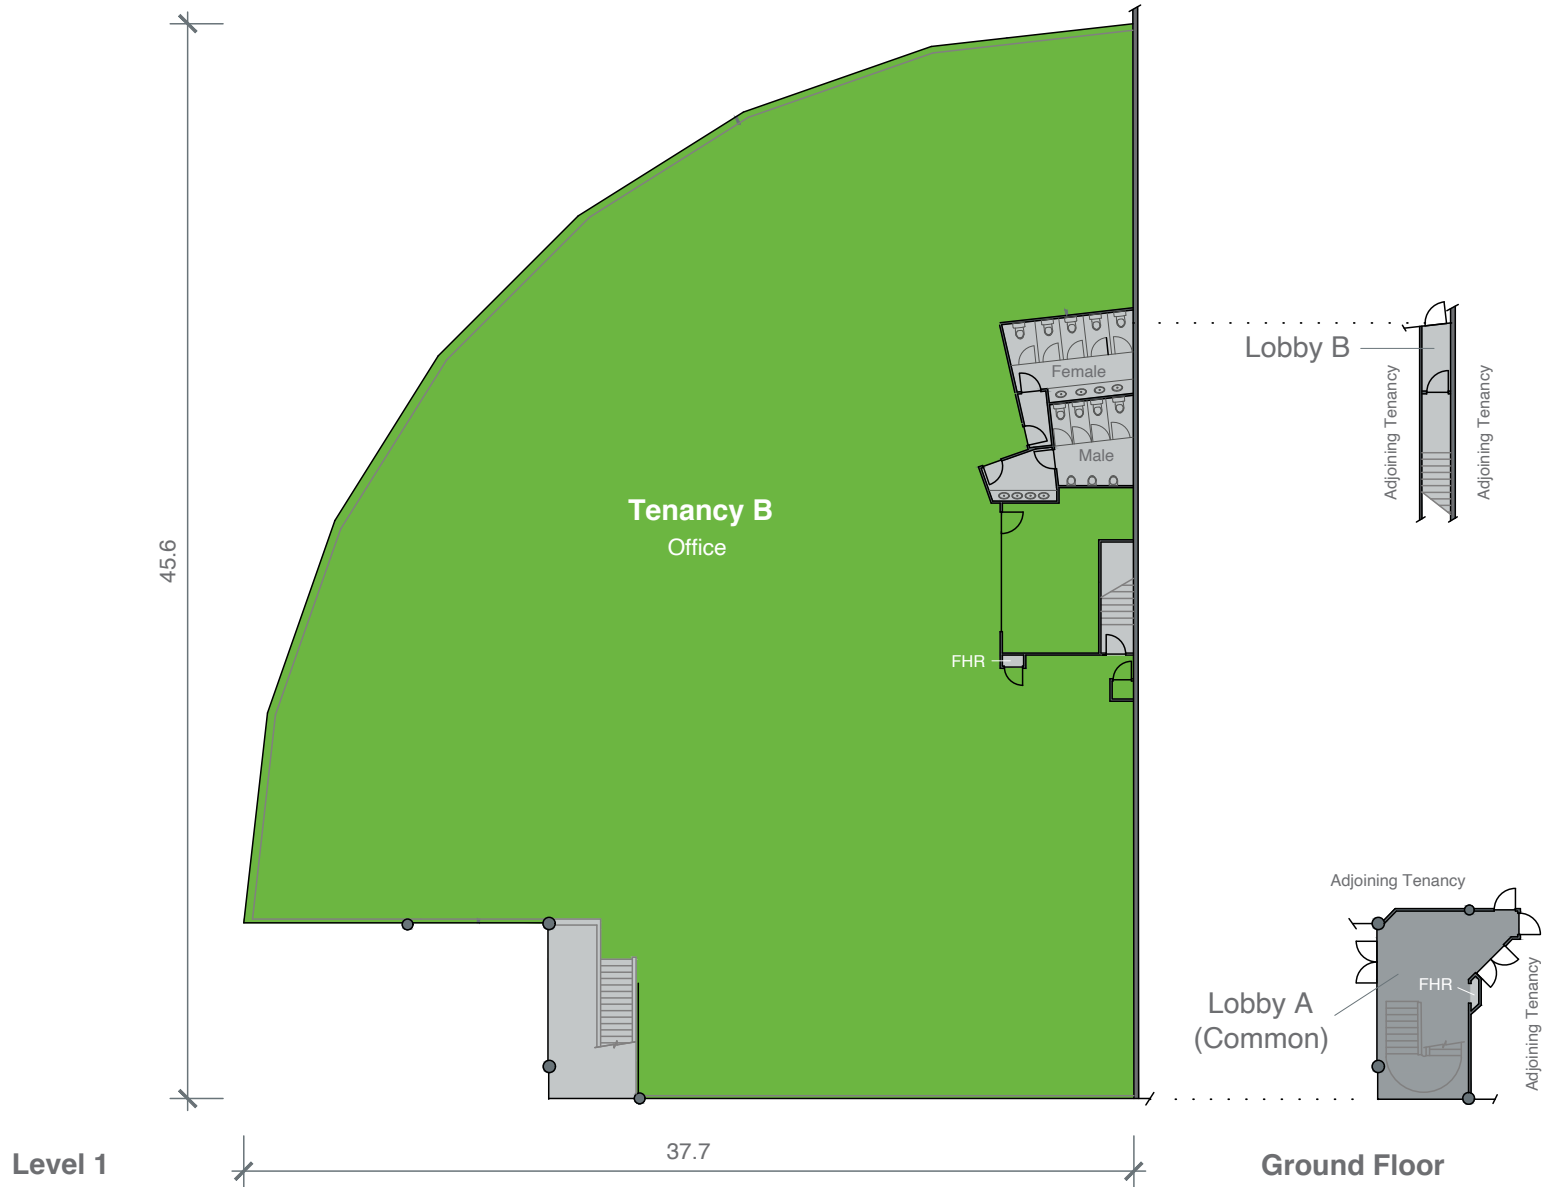 45.6
Tenancy B
Office
Female
Male
FHR
37.7
Level 1
Lobby B
Adjoining Tenancy
Adjoining Tenancy
Adjoining Tenancy
FHR
Lobby A
(Common)
Adjoining Tenancy
Ground Floor